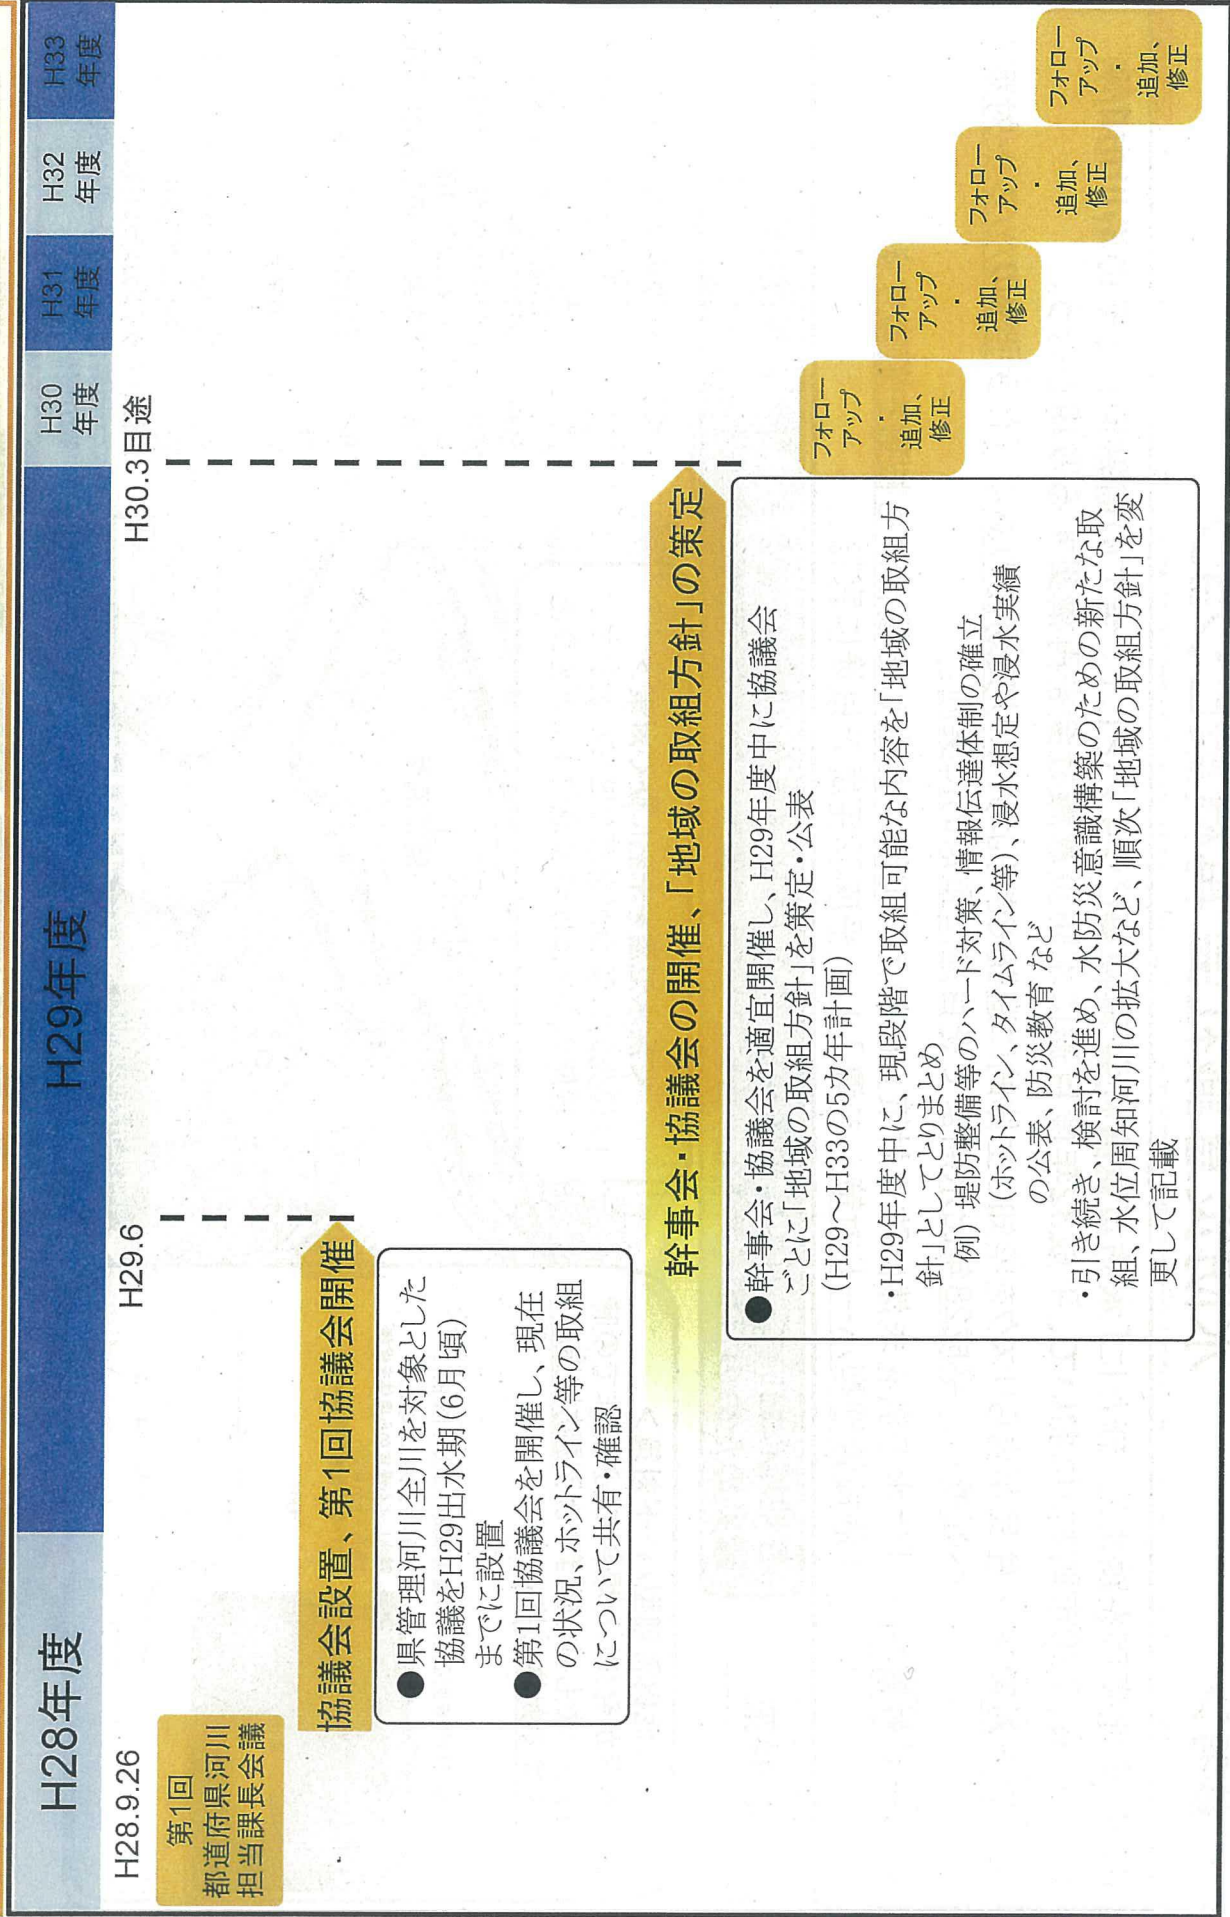 H28年度
H29年度
H30
年度
H31
年度
H32
年度
H33
年度
H28.9.26
H29.6
H30.3目途
第1回
都道府県河川
担当課長会議
協議会設置、第1回協議会開催
●県管理河川全川を対象とした
協議会をH29出水期(6月頃)
までに設置
●第1回協議会を開催し、現在
の状況、ホットライン等の取組
について共有・確認
幹事会・協議会の開催、「地域の取組方針」の策定
●幹事会・協議会を適宜開催し、H29年度中に協議会
ごとに「地域の取組方針」を策定・公表
(H29～H33の5カ年計画)
・H29年度中に、現段階で取組可能な内容を「地域の取組方
針」としてとりまとめ
例）堤防整備等のハード対策、情報伝達体制の確立
(ホットライン、タイムライン等)、浸水想定や浸水実績
の公表、防災教育 など
・引き続き、検討を進め、水防災意識構築のための新たな取
組、水位周知河川の拡大など、順次「地域の取組方針」を変
更して記載
フォロー
アップ
・
追加、
修正
フォロー
アップ
・
追加、
修正
フォロー
アップ
・
追加、
修正
フォロー
アップ
・
追加、
修正